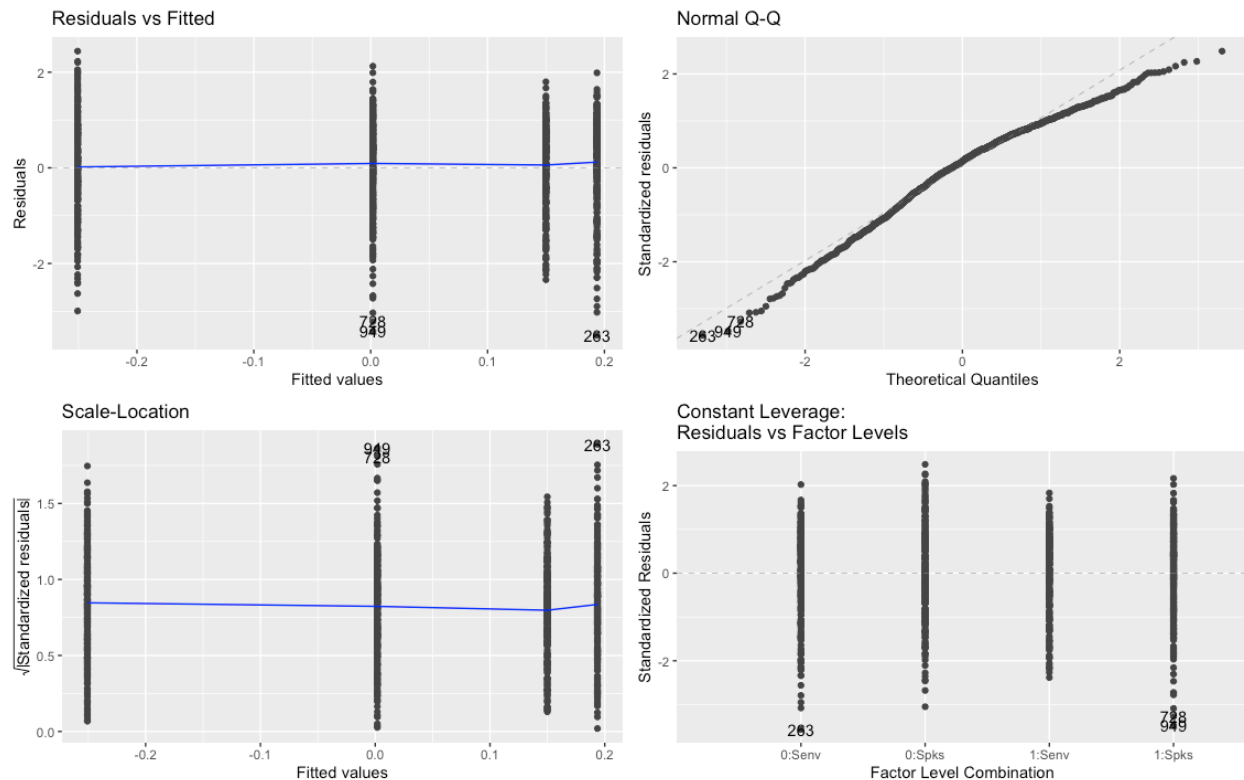 Residuals vs Fitted
Residuals
2
0
-2
728
949
263
-0.2
-0.1
0.0
0.1
0.2
Fitted values
Normal Q-Q
Standardized residuals
2
0
-2
263
949
728
-2
0
2
Theoretical Quantiles
Scale-Location
√|Standardized residuals|
1.5
1.0
0.5
0.0
949
728
263
-0.2
-0.1
0.0
0.1
0.2
Fitted values
Constant Leverage:
Residuals vs Factor Levels
Standardized Residuals
2
0
-2
263
728
949
0:Senv
0:Spks
1:Senv
1:Spks
Factor Level Combination